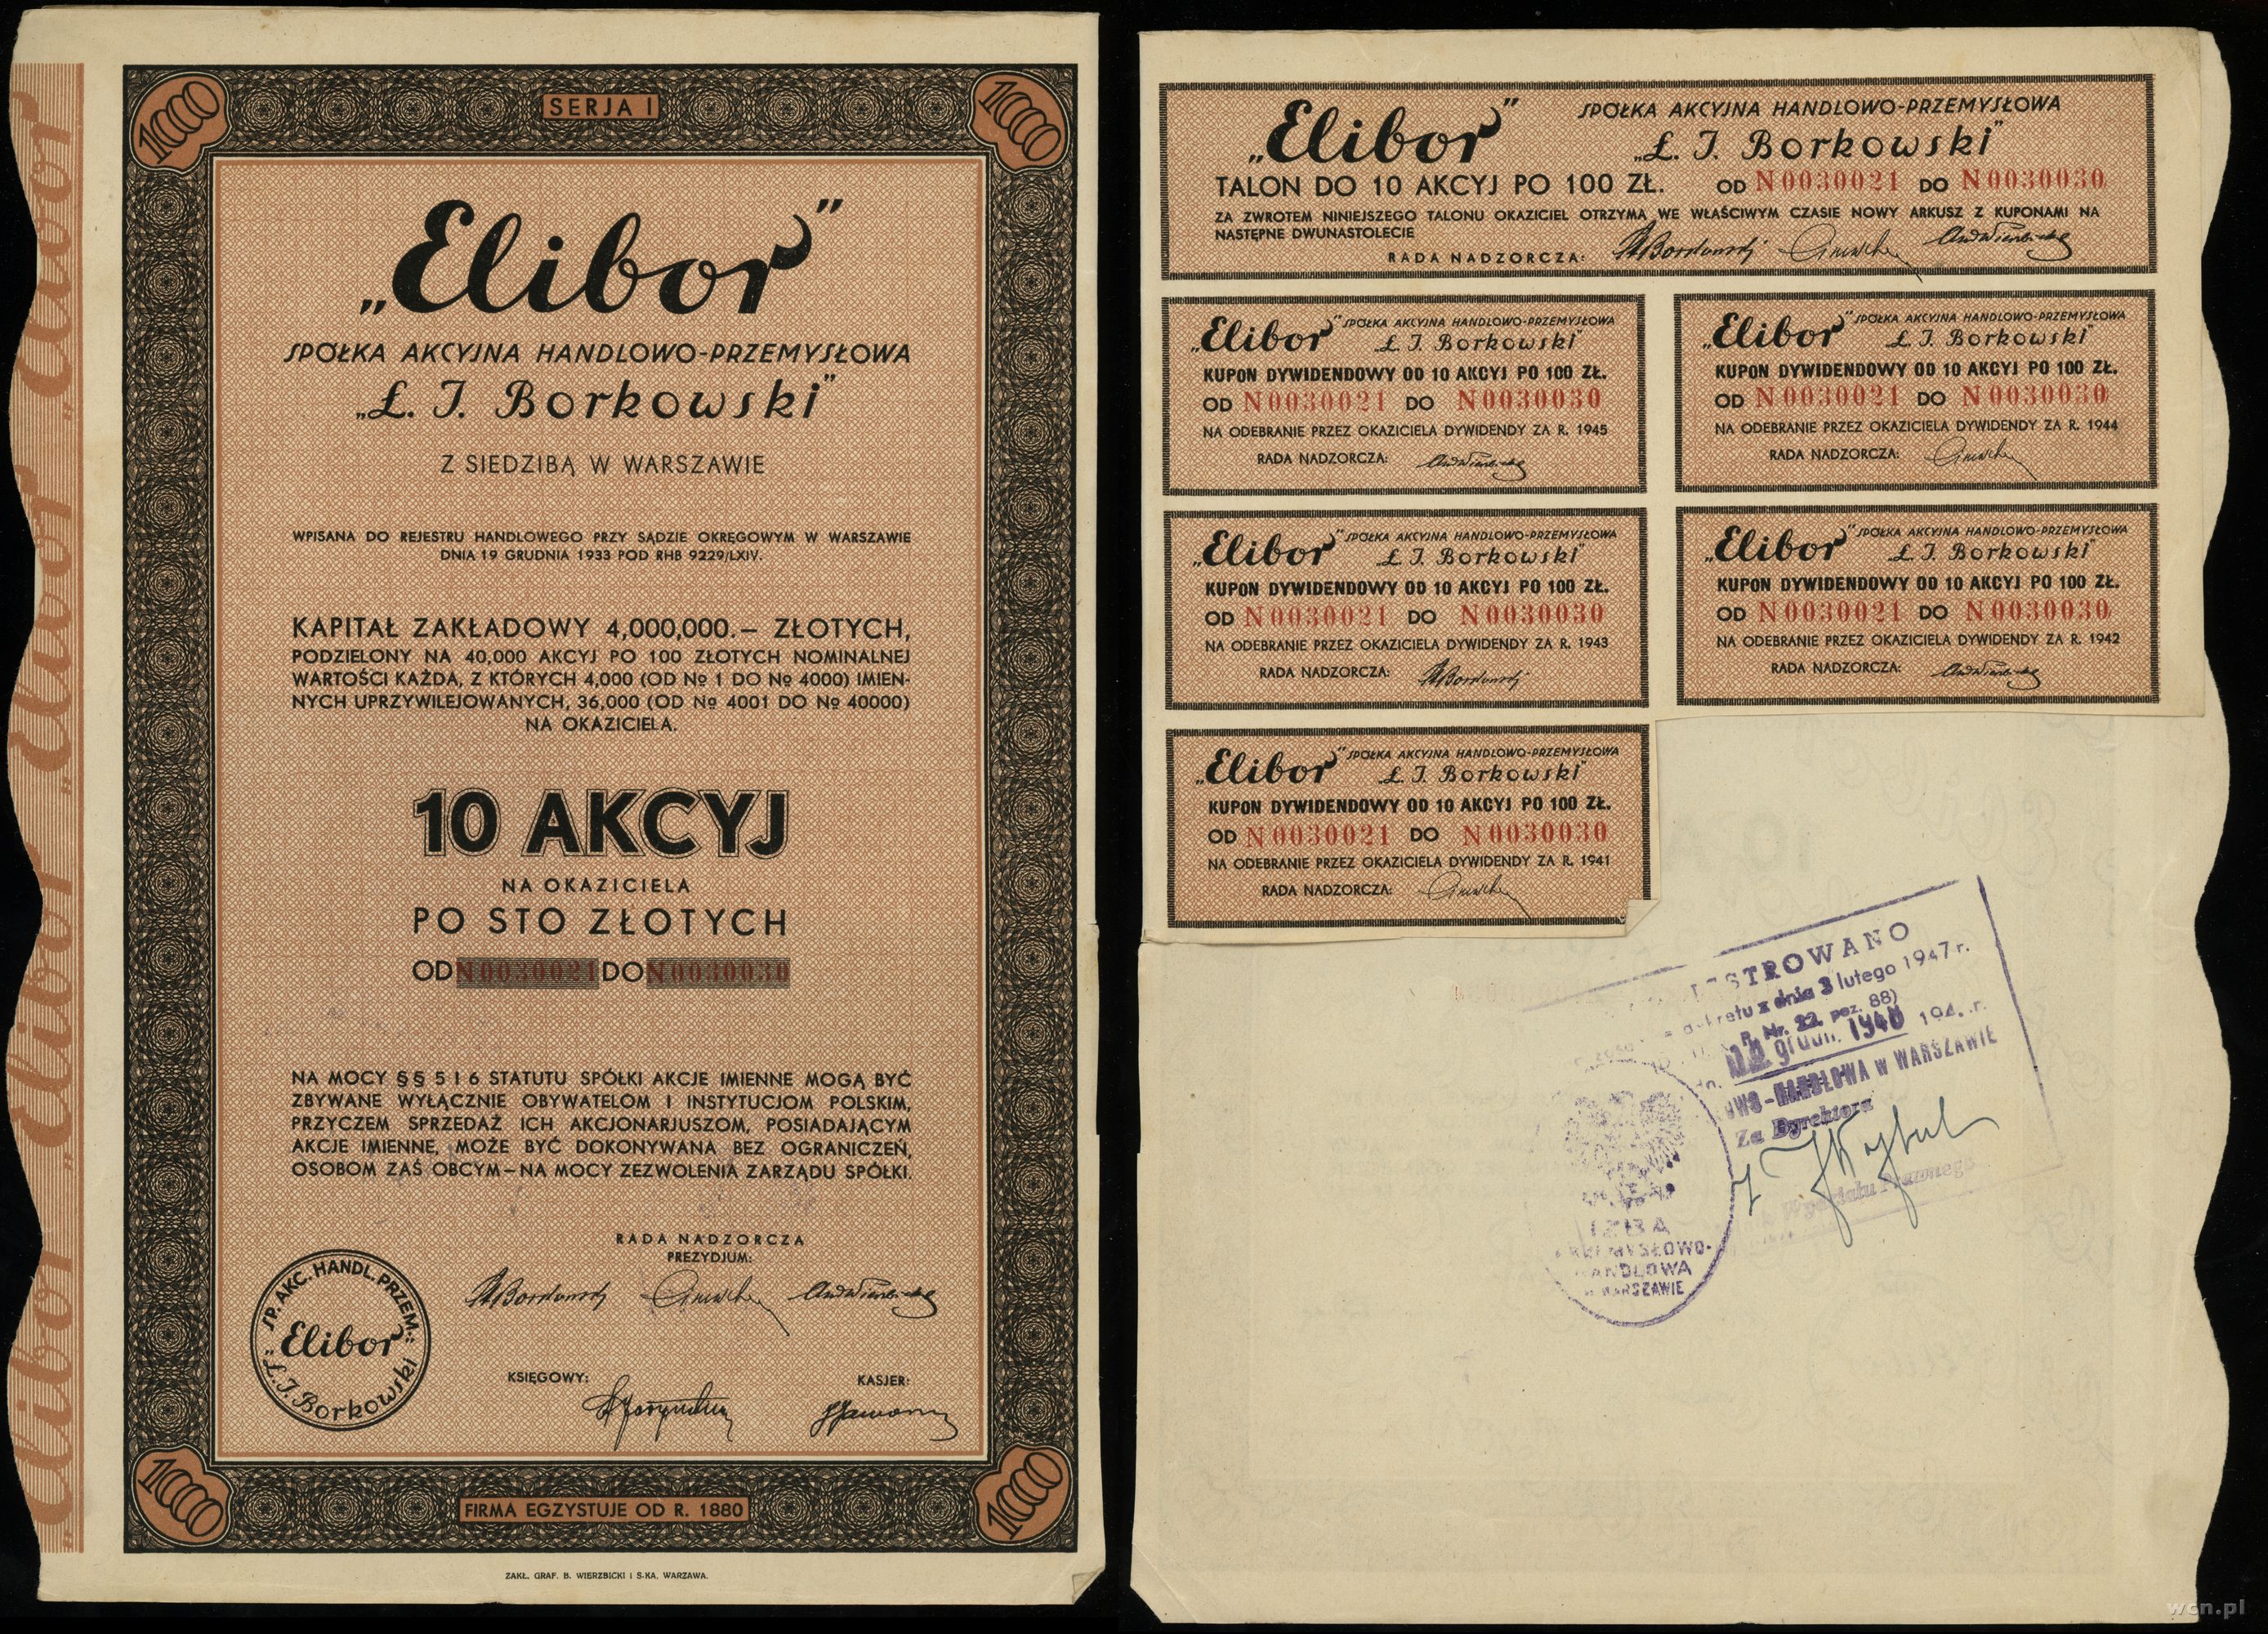 1000
SERJA I
1000
„Elibor”
SPÓŁKA AKCYJNA HANDLOWO-PRZEMYSŁOWA
„Ł. J. Borkowski”
Z SIEDZIBĄ W WARSZAWIE
WPISANA DO REJESTRU HANDLOWEGO PRZY SĄDZIE OKRĘGOWYM W WARSZAWIE
DNIA 19 GRUDNIA 1933 POD RHB 9229/LXIV.
KAPITAŁ ZAKŁADOWY 4,000,000.— ZŁOTYCH,
PODZIELONY NA 40,000 AKCYJ PO 100 ZŁOTYCH NOMINALNEJ
WARTOŚCI KAŻDA, Z KTÓRYCH 4,000 (OD № 1 DO № 4000) IMIEN-
NYCH UPRZYWILEJOWANYCH, 36,000 (OD № 4001 DO № 40000)
NA OKAZICIELA.
10 AKCYJ
NA OKAZICIELA
PO STO ZŁOTYCH
OD N0030021 DO N0030030
NA MOCY §§ 5 I 6 STATUTU SPÓŁKI AKCJE IMIENNE MOGĄ BYĆ
ZBYWANE WYŁĄCZNIE OBYWATELOM I INSTYTUCJOM POLSKIM,
PRZYCZEM SPRZEDAŻ ICH AKCJONARJUSZOM, POSIADAJĄCYM
AKCJE IMIENNE, MOŻE BYĆ DOKONYWANA BEZ OGRANICZEŃ,
OSOBOM ZAŚ OBCYM—NA MOCY ZEZWOLENIA ZARZĄDU SPÓŁKI.
RADA NADZORCZA
PREZYDJUM:
SP. AKC. HANDL. PRZEM.:
Elibor
„Ł. J. Borkowski
KSIĘGOWY:
KASJER:
1000
FIRMA EGZYSTUJE OD R. 1880
1000
ZAKŁ. GRAF. B. WIERZBICKI I S-KA, WARZAWA.
„Elibor”
„Elibor”
„Elibor”
„Elibor”
„Elibor” SPÓŁKA AKCYJNA HANDLOWO-PRZEMYSŁOWA
„Ł. J. Borkowski”
TALON DO 10 AKCYJ PO 100 ZŁ. OD N0030021 DO N0030030
ZA ZWROTEM NINIEJSZEGO TALONU OKAZICIEL OTRZYMA WE WŁAŚCIWYM CZASIE NOWY ARKUSZ Z KUPONAMI NA
NASTĘPNE DWUNASTOLECIE
RADA NADZORCZA:
„Elibor” SPÓŁKA AKCYJNA HANDLOWO-PRZEMYSŁOWA
„Ł. J. Borkowski”
KUPON DYWIDENDOWY OD 10 AKCYJ PO 100 ZŁ.
OD N0030021 DO N0030030
NA ODEBRANIE PRZEZ OKAZICIELA DYWIDENDY ZA R. 1945
RADA NADZORCZA:
„Elibor” SPÓŁKA AKCYJNA HANDLOWO-PRZEMYSŁOWA
„Ł. J. Borkowski”
KUPON DYWIDENDOWY OD 10 AKCYJ PO 100 ZŁ.
OD N0030021 DO N0030030
NA ODEBRANIE PRZEZ OKAZICIELA DYWIDENDY ZA R. 1944
RADA NADZORCZA:
„Elibor” SPÓŁKA AKCYJNA HANDLOWO-PRZEMYSŁOWA
„Ł. J. Borkowski”
KUPON DYWIDENDOWY OD 10 AKCYJ PO 100 ZŁ.
OD N0030021 DO N0030030
NA ODEBRANIE PRZEZ OKAZICIELA DYWIDENDY ZA R. 1943
RADA NADZORCZA:
„Elibor” SPÓŁKA AKCYJNA HANDLOWO-PRZEMYSŁOWA
„Ł. J. Borkowski”
KUPON DYWIDENDOWY OD 10 AKCYJ PO 100 ZŁ.
OD N0030021 DO N0030030
NA ODEBRANIE PRZEZ OKAZICIELA DYWIDENDY ZA R. 1942
RADA NADZORCZA:
„Elibor” SPÓŁKA AKCYJNA HANDLOWO-PRZEMYSŁOWA
„Ł. J. Borkowski”
KUPON DYWIDENDOWY OD 10 AKCYJ PO 100 ZŁ.
OD N0030021 DO N0030030
NA ODEBRANIE PRZEZ OKAZICIELA DYWIDENDY ZA R. 1941
RADA NADZORCZA:
z dnia 3 lutego 1947 r.
Nr. 22. poz. 88)
1948 194 r.
HANDLOWA w WARSZAWIE
Za Dyrektora
Wydziału Prawnego
IZBA
PRZEMYSŁOWO-
HANDLOWA
W WARSZAWIE
wcn.pl